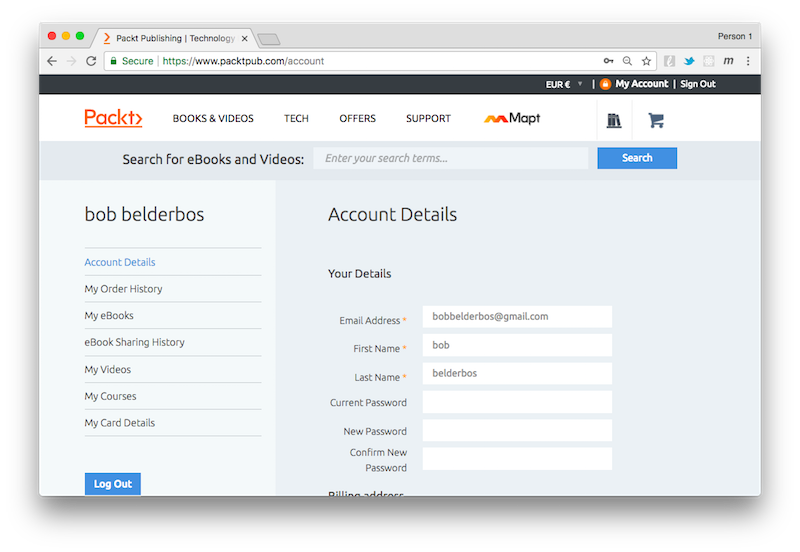 Packt Publishing | Technology
Person 1
Secure | https://www.packtpub.com/account
EUR € | My Account | Sign Out
Packt
BOOKS & VIDEOS TECH OFFERS SUPPORT Mapt
Search for eBooks and Videos: Enter your search terms... Search
bob belderbos
Account Details
My Order History
My eBooks
eBook Sharing History
My Videos
My Courses
My Card Details
Log Out
Account Details
Your Details
Email Address * bobbelderbos@gmail.com
First Name * bob
Last Name * belderbos
Current Password
New Password
Confirm New
Password
Billing address